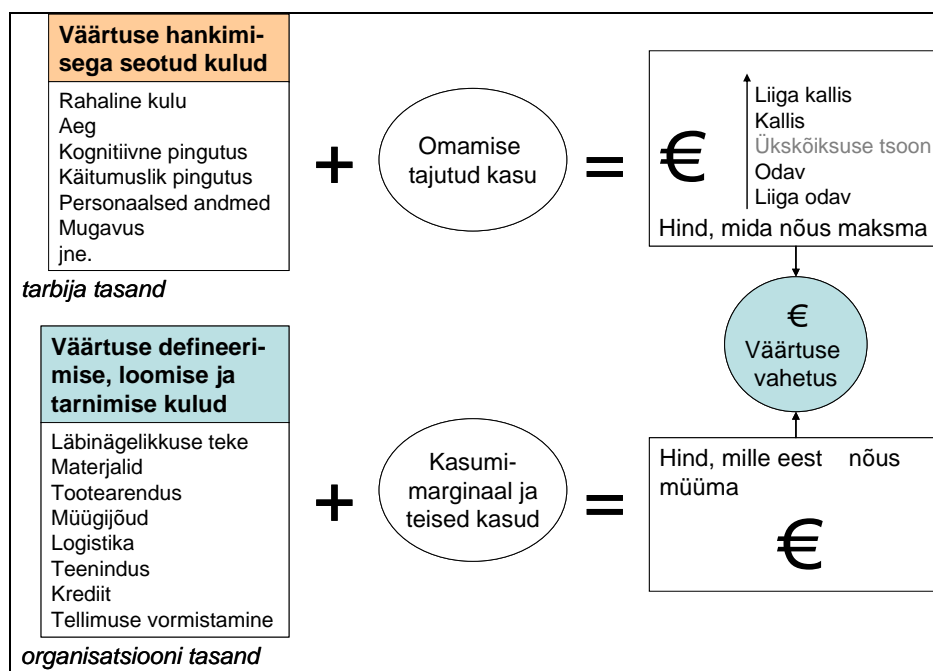 Väärtuse hankimi-
sega seotud kulud
Rahaline kulu
Aeg
Kognitiivne pingutus
Käitumuslik pingutus
Personaalsed andmed
Mugavus
jne.
tarbija tasand
+
Omamise
tajutud kasu
=
€
Liiga kallis
Kallis
Ükskõiksuse tsoon
Odav
Liiga odav
Hind, mida nõus maksma
€
Väärtuse
vahetus
Väärtuse defineeri-
mise, loomise ja
tarnimise kulud
Läbinägelikkuse teke
Materjalid
Tootearendus
Müügijõud
Logistika
Teenindus
Krediit
Tellimuse vormistamine
organisatsiooni tasand
+
Kasumi-
marginaal ja
teised kasud
=
Hind, mille eest nõus
müüma
€